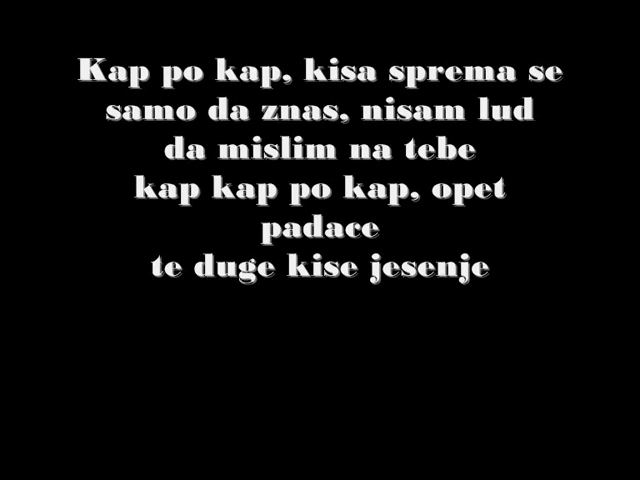 Kap po kap, kisa sprema se
samo da znas, nisam lud
da mislim na tebe
kap kap po kap, opet
padace
te duge kise jesenje